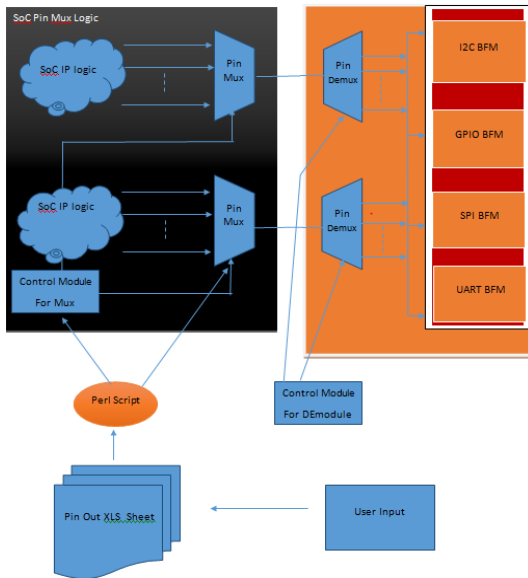 SoC Pin Mux Logic
SoC IP logic
Pin
Mux
Pin
Demux
I2C BFM
GPIO BFM
SoC IP logic
Pin
Mux
Pin
Demux
SPI BFM
UART BFM
Control Module
For Mux
Perl Script
Control Module
For DEmodule
Pin Out XLS Sheet
User Input